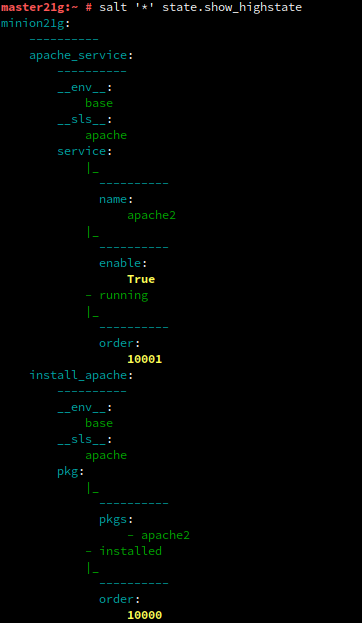 master21g:~ # salt '*' state.show_highstate
minion21g:
    ----------
    apache_service:
        ----------
        __env__:
            base
        __sls__:
            apache
        service:
            |_
              ----------
              name:
                  apache2
            |_
              ----------
              enable:
                  True
            - running
            |_
              ----------
              order:
                  10001
    install_apache:
        ----------
        __env__:
            base
        __sls__:
            apache
        pkg:
            |_
              ----------
              pkgs:
                  - apache2
            - installed
            |_
              ----------
              order:
                  10000